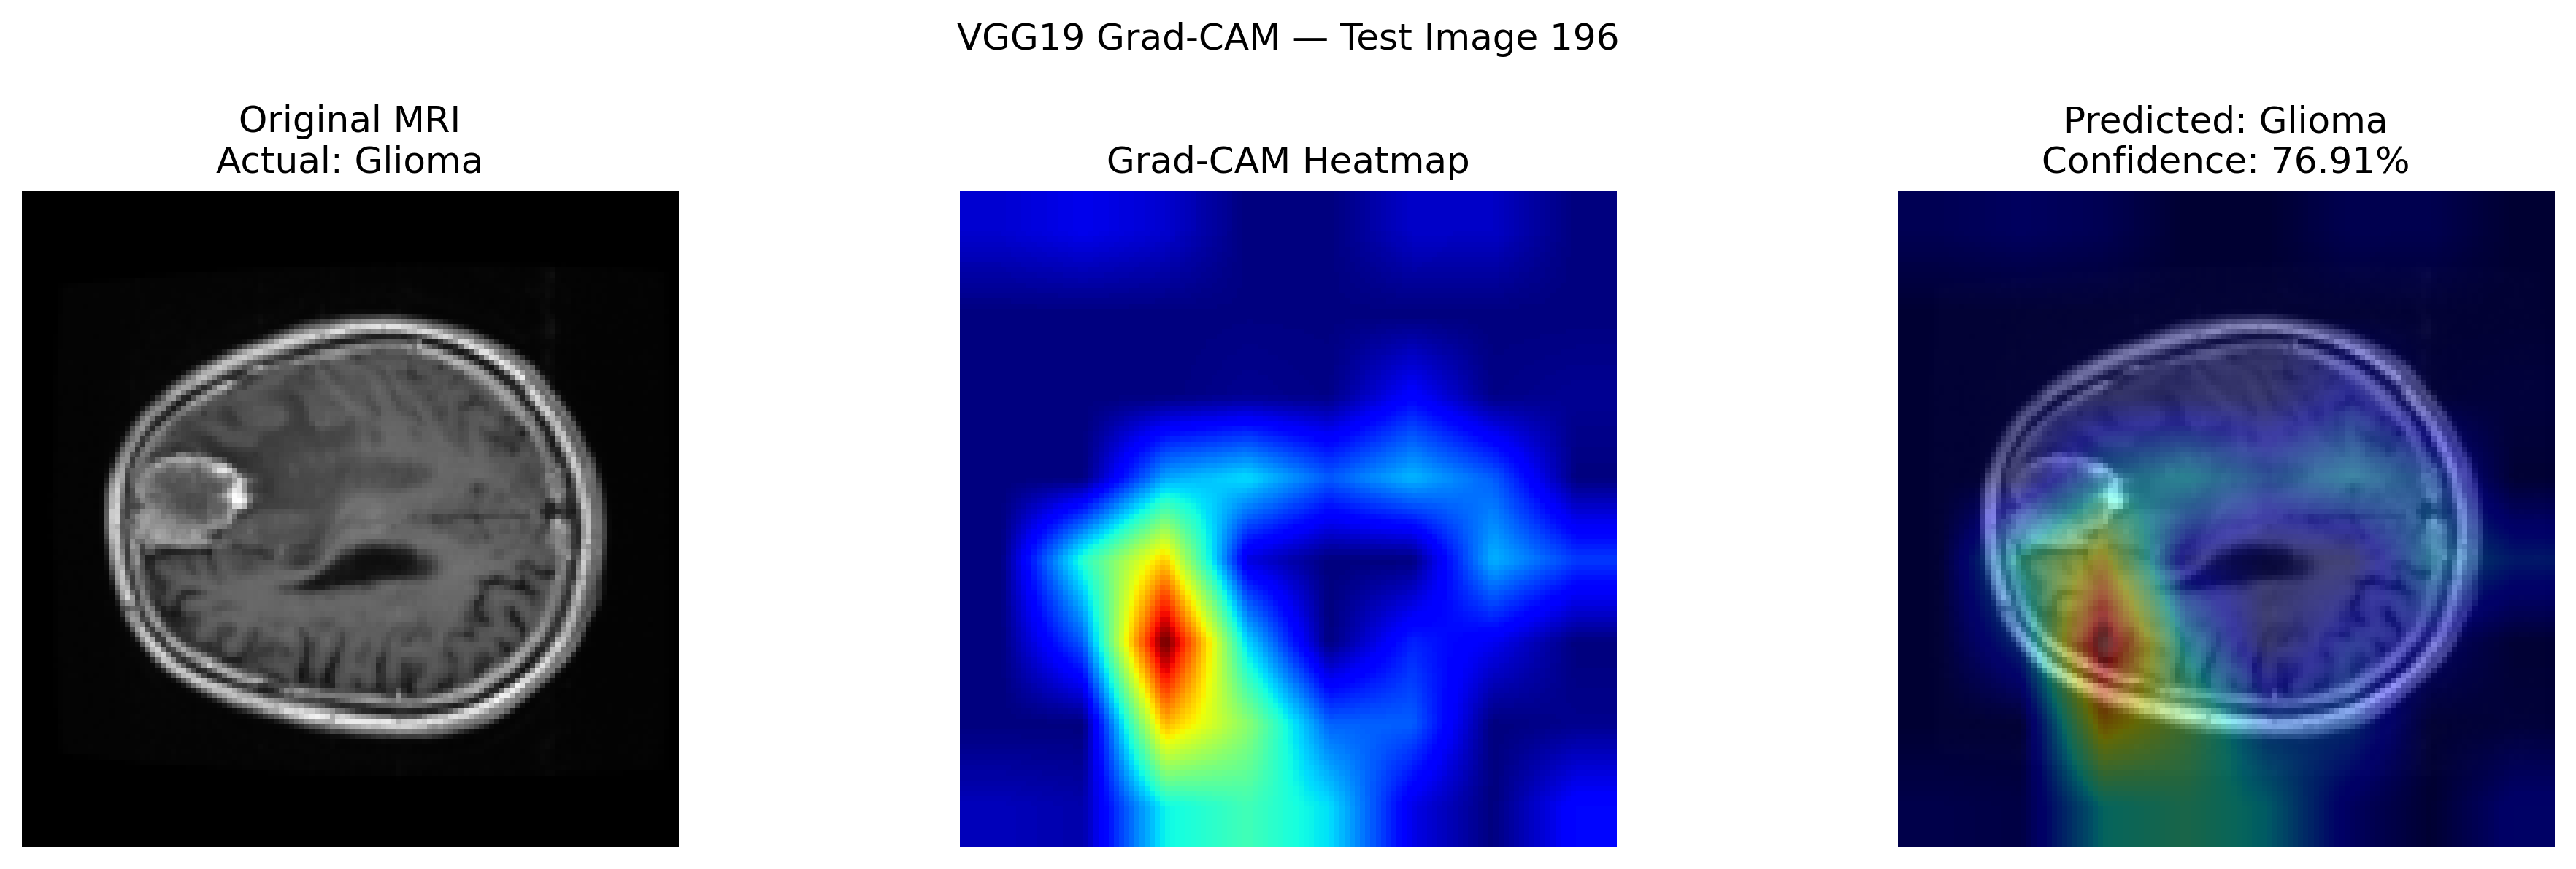 VGG19 Grad-CAM — Test Image 196
Original MRI
Actual: Glioma
Grad-CAM Heatmap
Predicted: Glioma
Confidence: 76.91%